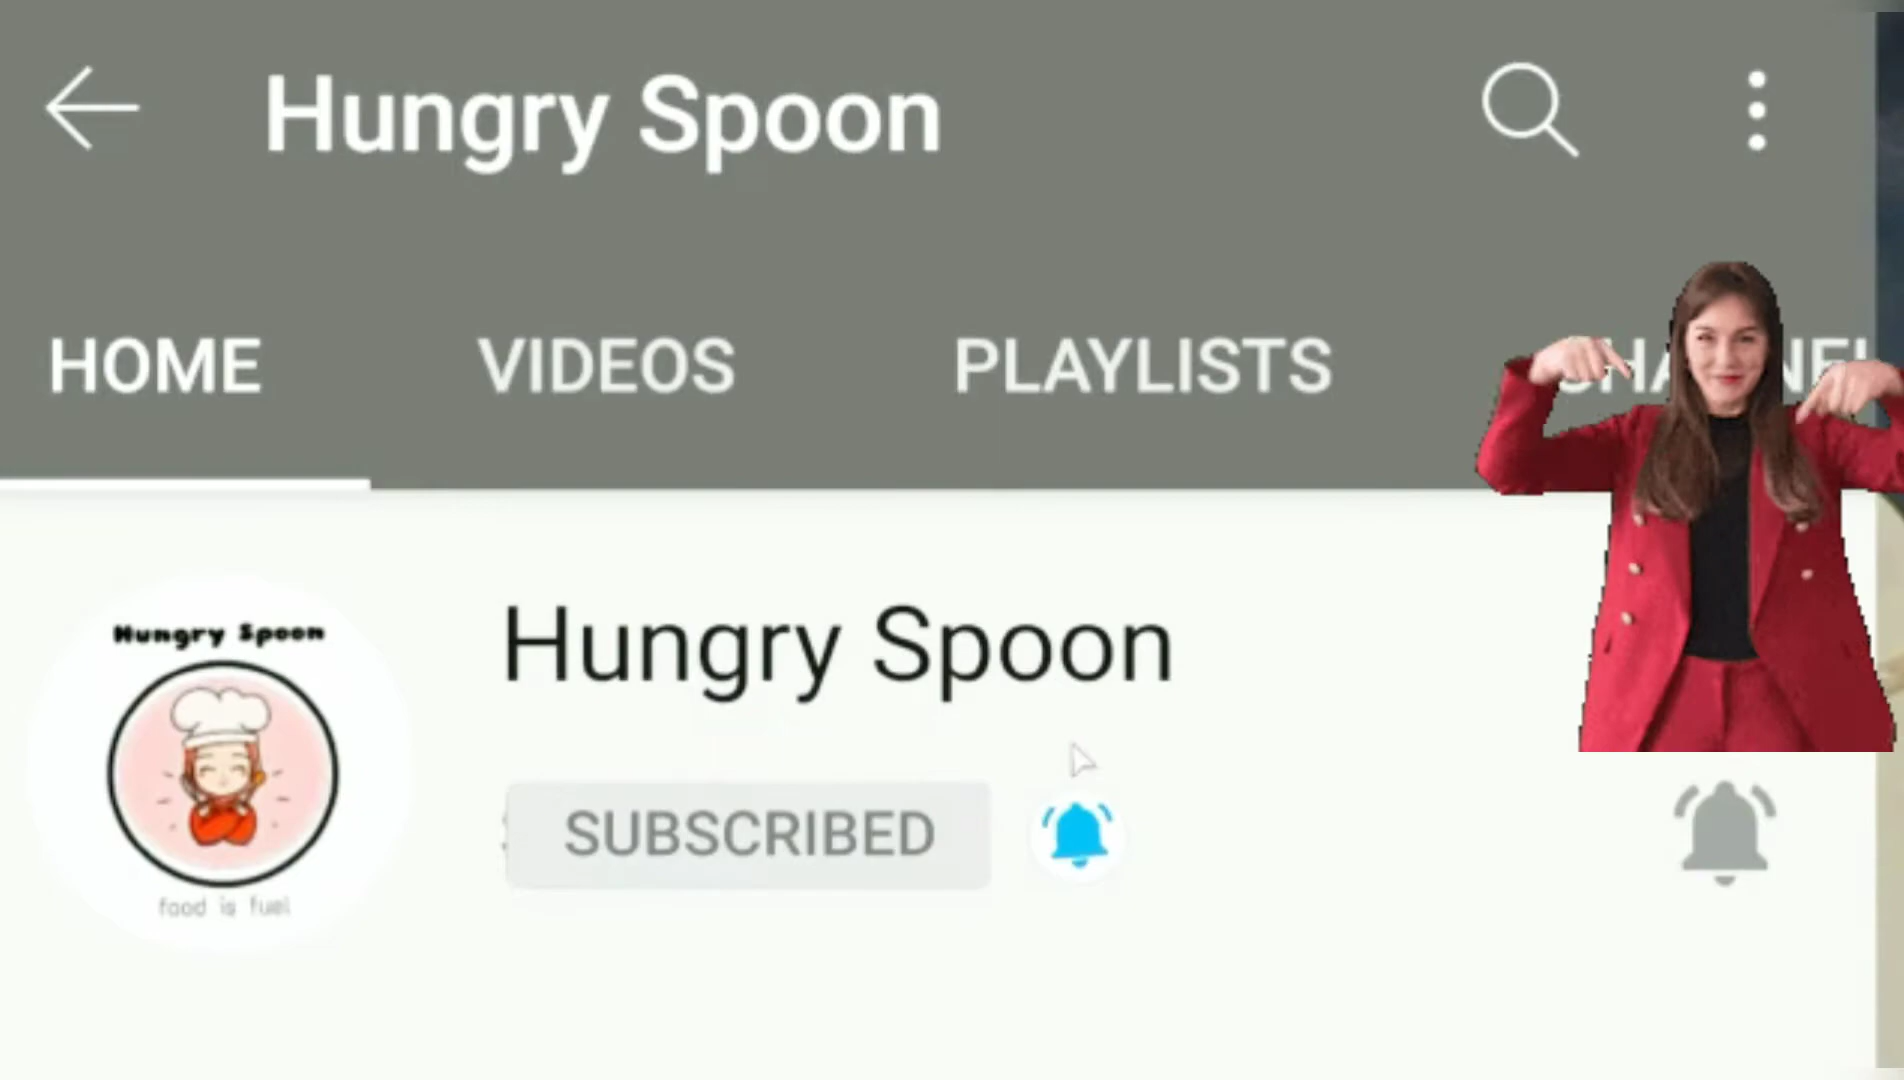 Hungry Spoon
HOME VIDEOS PLAYLISTS
Hungry Spoon
food is fuel
Hungry Spoon
SUBSCRIBED